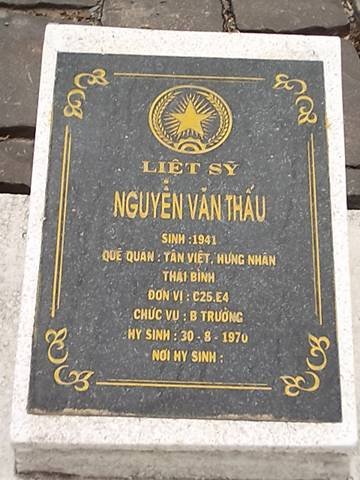 LIỆT SỸ
NGUYỄN VĂN THẤU
SINH :1941
QUÊ QUÁN : TÂN VIỆT, HƯNG NHÂN
THÁI BÌNH
ĐƠN VỊ : C25.E4
CHỨC VỤ : B TRƯỞNG
HY SINH : 30 - 8 - 1970
NƠI HY SINH :